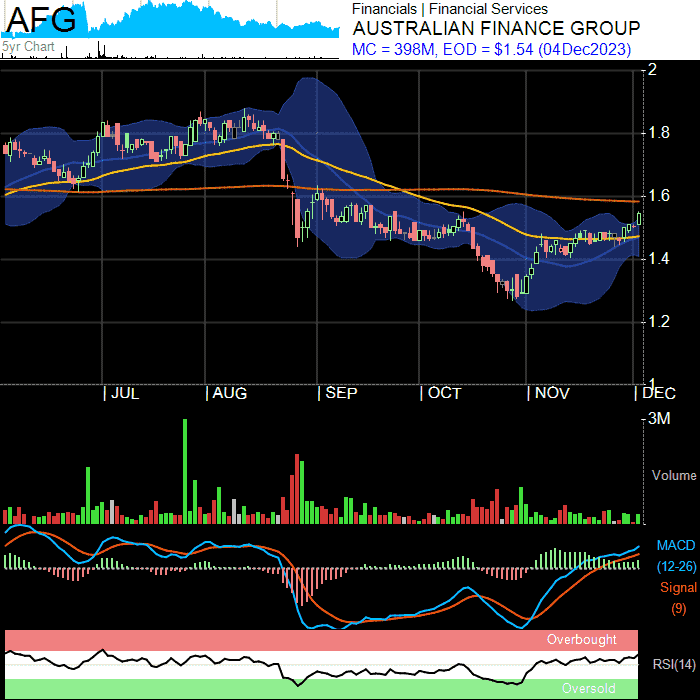 AFG
5yr Chart
Financials | Financial Services
AUSTRALIAN FINANCE GROUP
MC = 398M, EOD = $1.54 (04Dec2023)
2
1.8
1.6
1.4
1.2
1
JUL
AUG
SEP
OCT
NOV
DEC
3M
Volume
MACD
(12-26)
Signal
(9)
Overbought
RSI(14)
Oversold